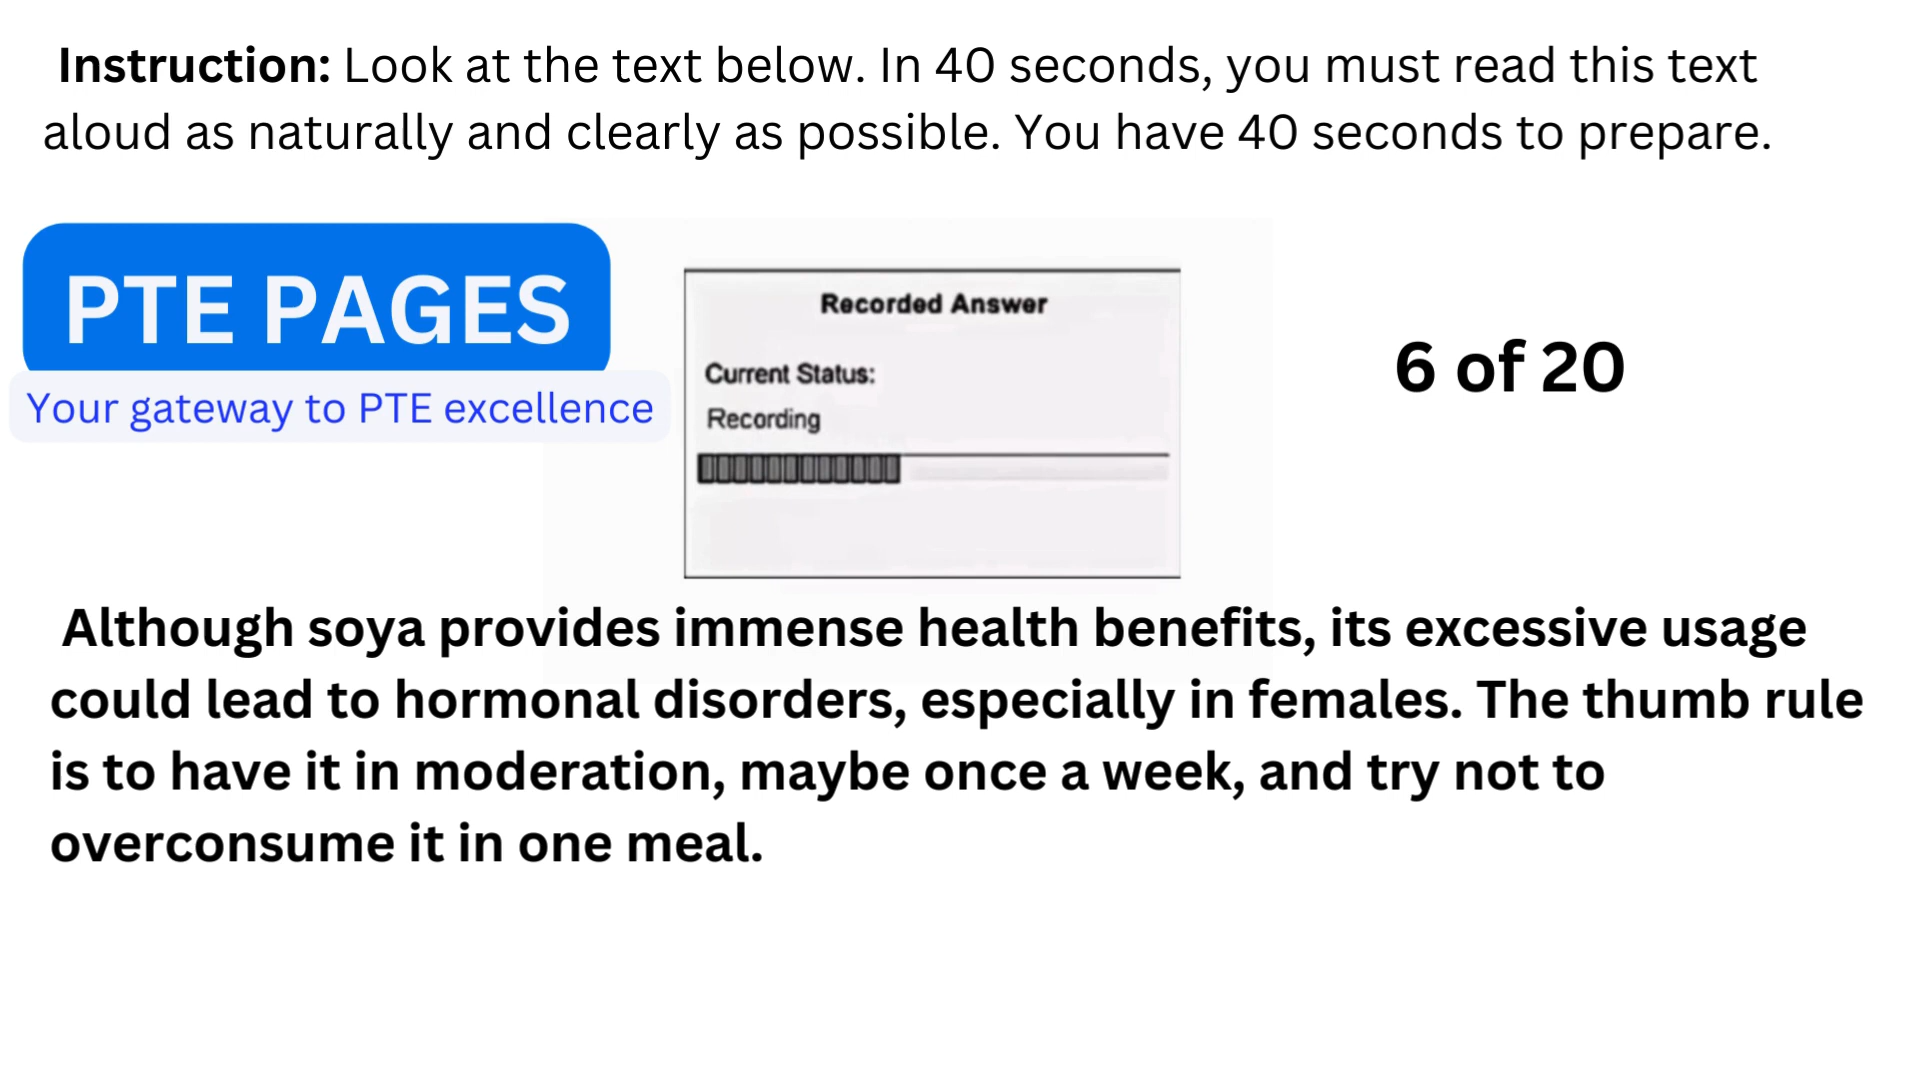 Instruction: Look at the text below. In 40 seconds, you must read this text
aloud as naturally and clearly as possible. You have 40 seconds to prepare.
PTE PAGES
Your gateway to PTE excellence
Recorded Answer
Current Status:
Recording
6 of 20
Although soya provides immense health benefits, its excessive usage
could lead to hormonal disorders, especially in females. The thumb rule
is to have it in moderation, maybe once a week, and try not to
overconsume it in one meal.